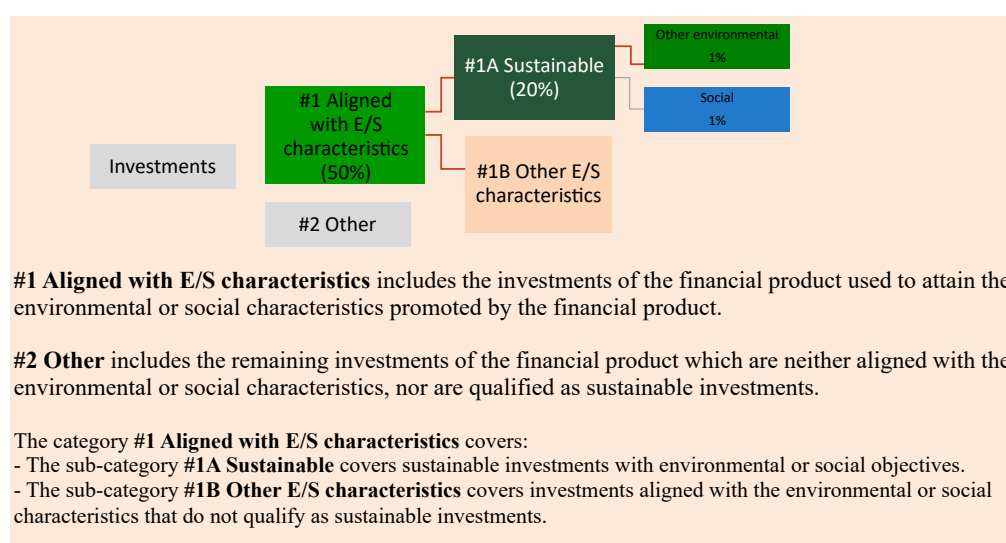 Other environmental
1%
#1A Sustainable
(20%)
Social
1%
#1 Aligned
with E/S
characteristics
(50%)
Investments
#1B Other E/S
characteristics
#2 Other
#1 Aligned with E/S characteristics includes the investments of the financial product used to attain the
environmental or social characteristics promoted by the financial product.
#2 Other includes the remaining investments of the financial product which are neither aligned with the
environmental or social characteristics, nor are qualified as sustainable investments.
The category #1 Aligned with E/S characteristics covers:
- The sub-category #1A Sustainable covers sustainable investments with environmental or social objectives.
- The sub-category #1B Other E/S characteristics covers investments aligned with the environmental or social
characteristics that do not qualify as sustainable investments.